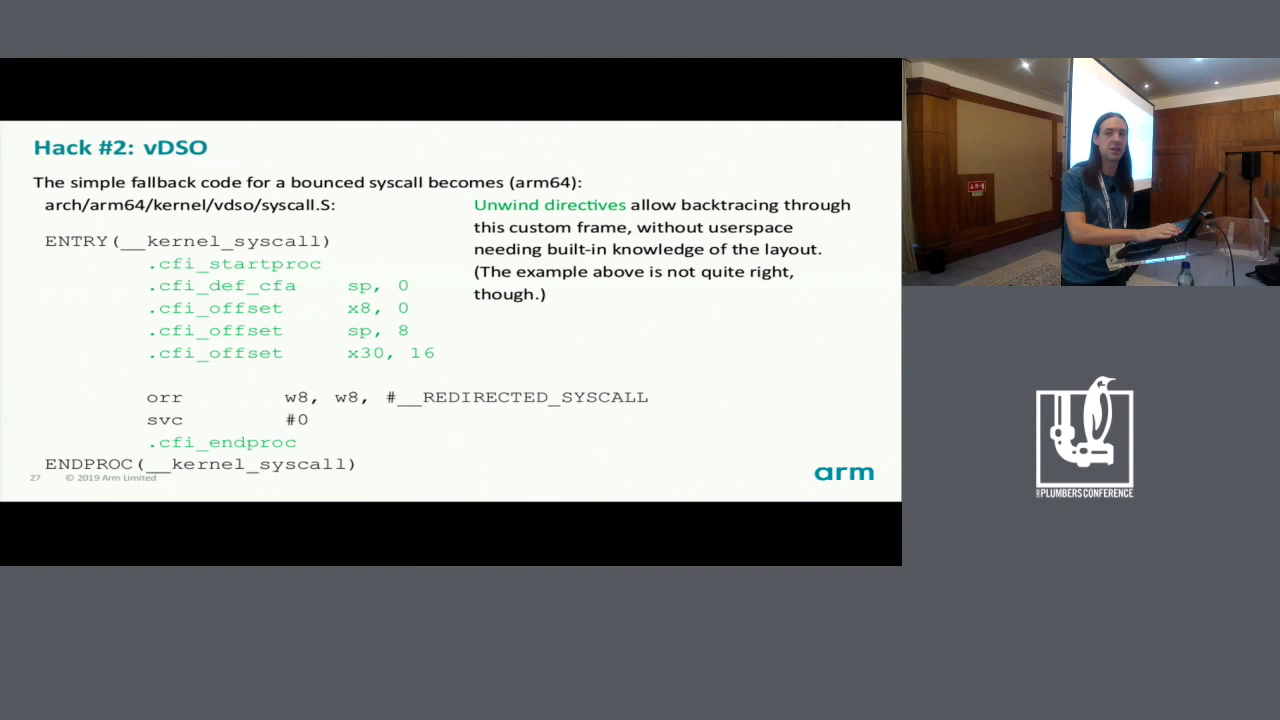 Hack #2: vDSO
The simple fallback code for a bounced syscall becomes (arm64):
arch/arm64/kernel/vdso/syscall.S:
ENTRY(__kernel_syscall)
.cfi_startproc
.cfi_def_cfa sp, 0
.cfi_offset x8, 0
.cfi_offset sp, 8
.cfi_offset x30, 16
orr w8, w8, #__REDIRECTED_SYSCALL
svc #0
.cfi_endproc
ENDPROC(__kernel_syscall)
Unwind directives allow backtracing through
this custom frame, without userspace
needing built-in knowledge of the layout.
(The example above is not quite right,
though.)
27 © 2019 Arm Limited
arm
PLUMBERS CONFERENCE